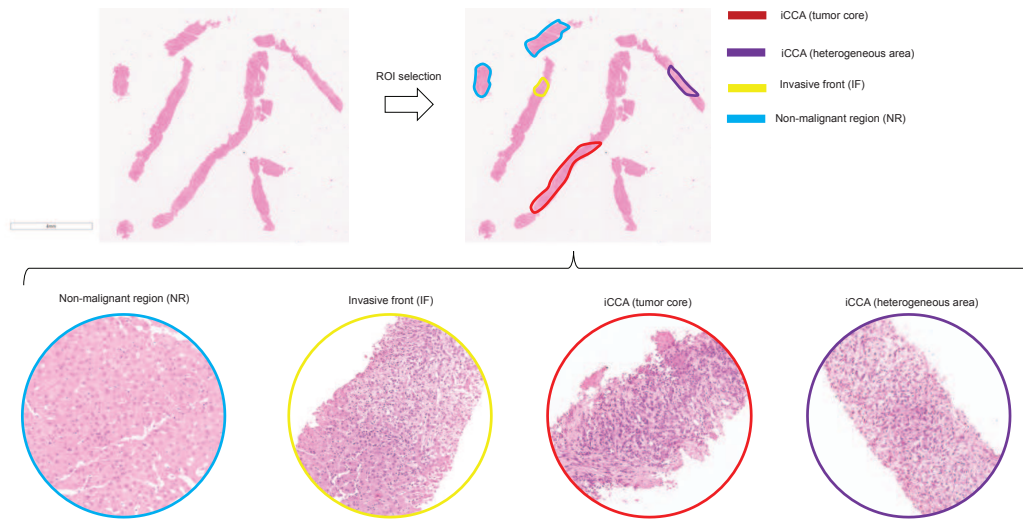 ROI selection
iCCA (tumor core)
iCCA (heterogeneous area)
Invasive front (IF)
Non-malignant region (NR)
4mm
Non-malignant region (NR)
Invasive front (IF)
iCCA (tumor core)
iCCA (heterogeneous area)